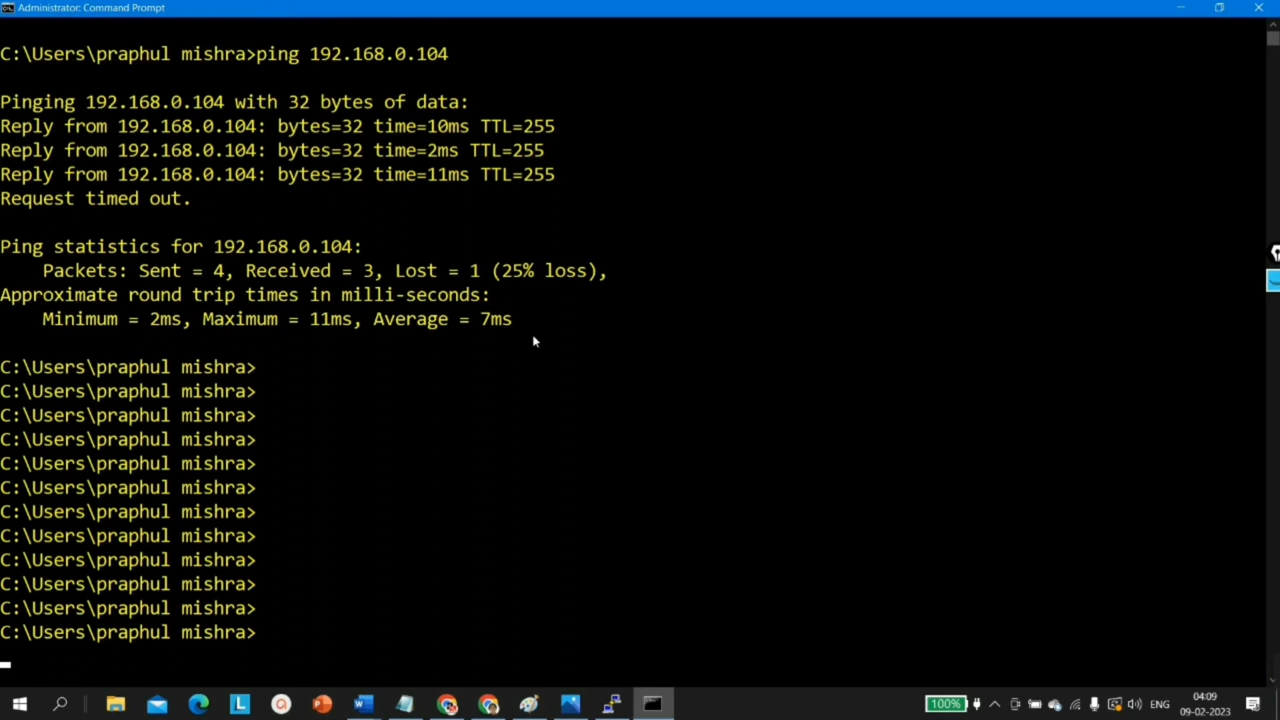 Administrator: Command Prompt
C:\Users\praphul mishra>ping 192.168.0.104
Pinging 192.168.0.104 with 32 bytes of data:
Reply from 192.168.0.104: bytes=32 time=10ms TTL=255
Reply from 192.168.0.104: bytes=32 time=2ms TTL=255
Reply from 192.168.0.104: bytes=32 time=11ms TTL=255
Request timed out.
Ping statistics for 192.168.0.104:
Packets: Sent = 4, Received = 3, Lost = 1 (25% loss),
Approximate round trip times in milli-seconds:
Minimum = 2ms, Maximum = 11ms, Average = 7ms
C:\Users\praphul mishra>
C:\Users\praphul mishra>
C:\Users\praphul mishra>
C:\Users\praphul mishra>
C:\Users\praphul mishra>
C:\Users\praphul mishra>
C:\Users\praphul mishra>
C:\Users\praphul mishra>
C:\Users\praphul mishra>
C:\Users\praphul mishra>
C:\Users\praphul mishra>
C:\Users\praphul mishra>
100% ENG 04:09
09-02-2023